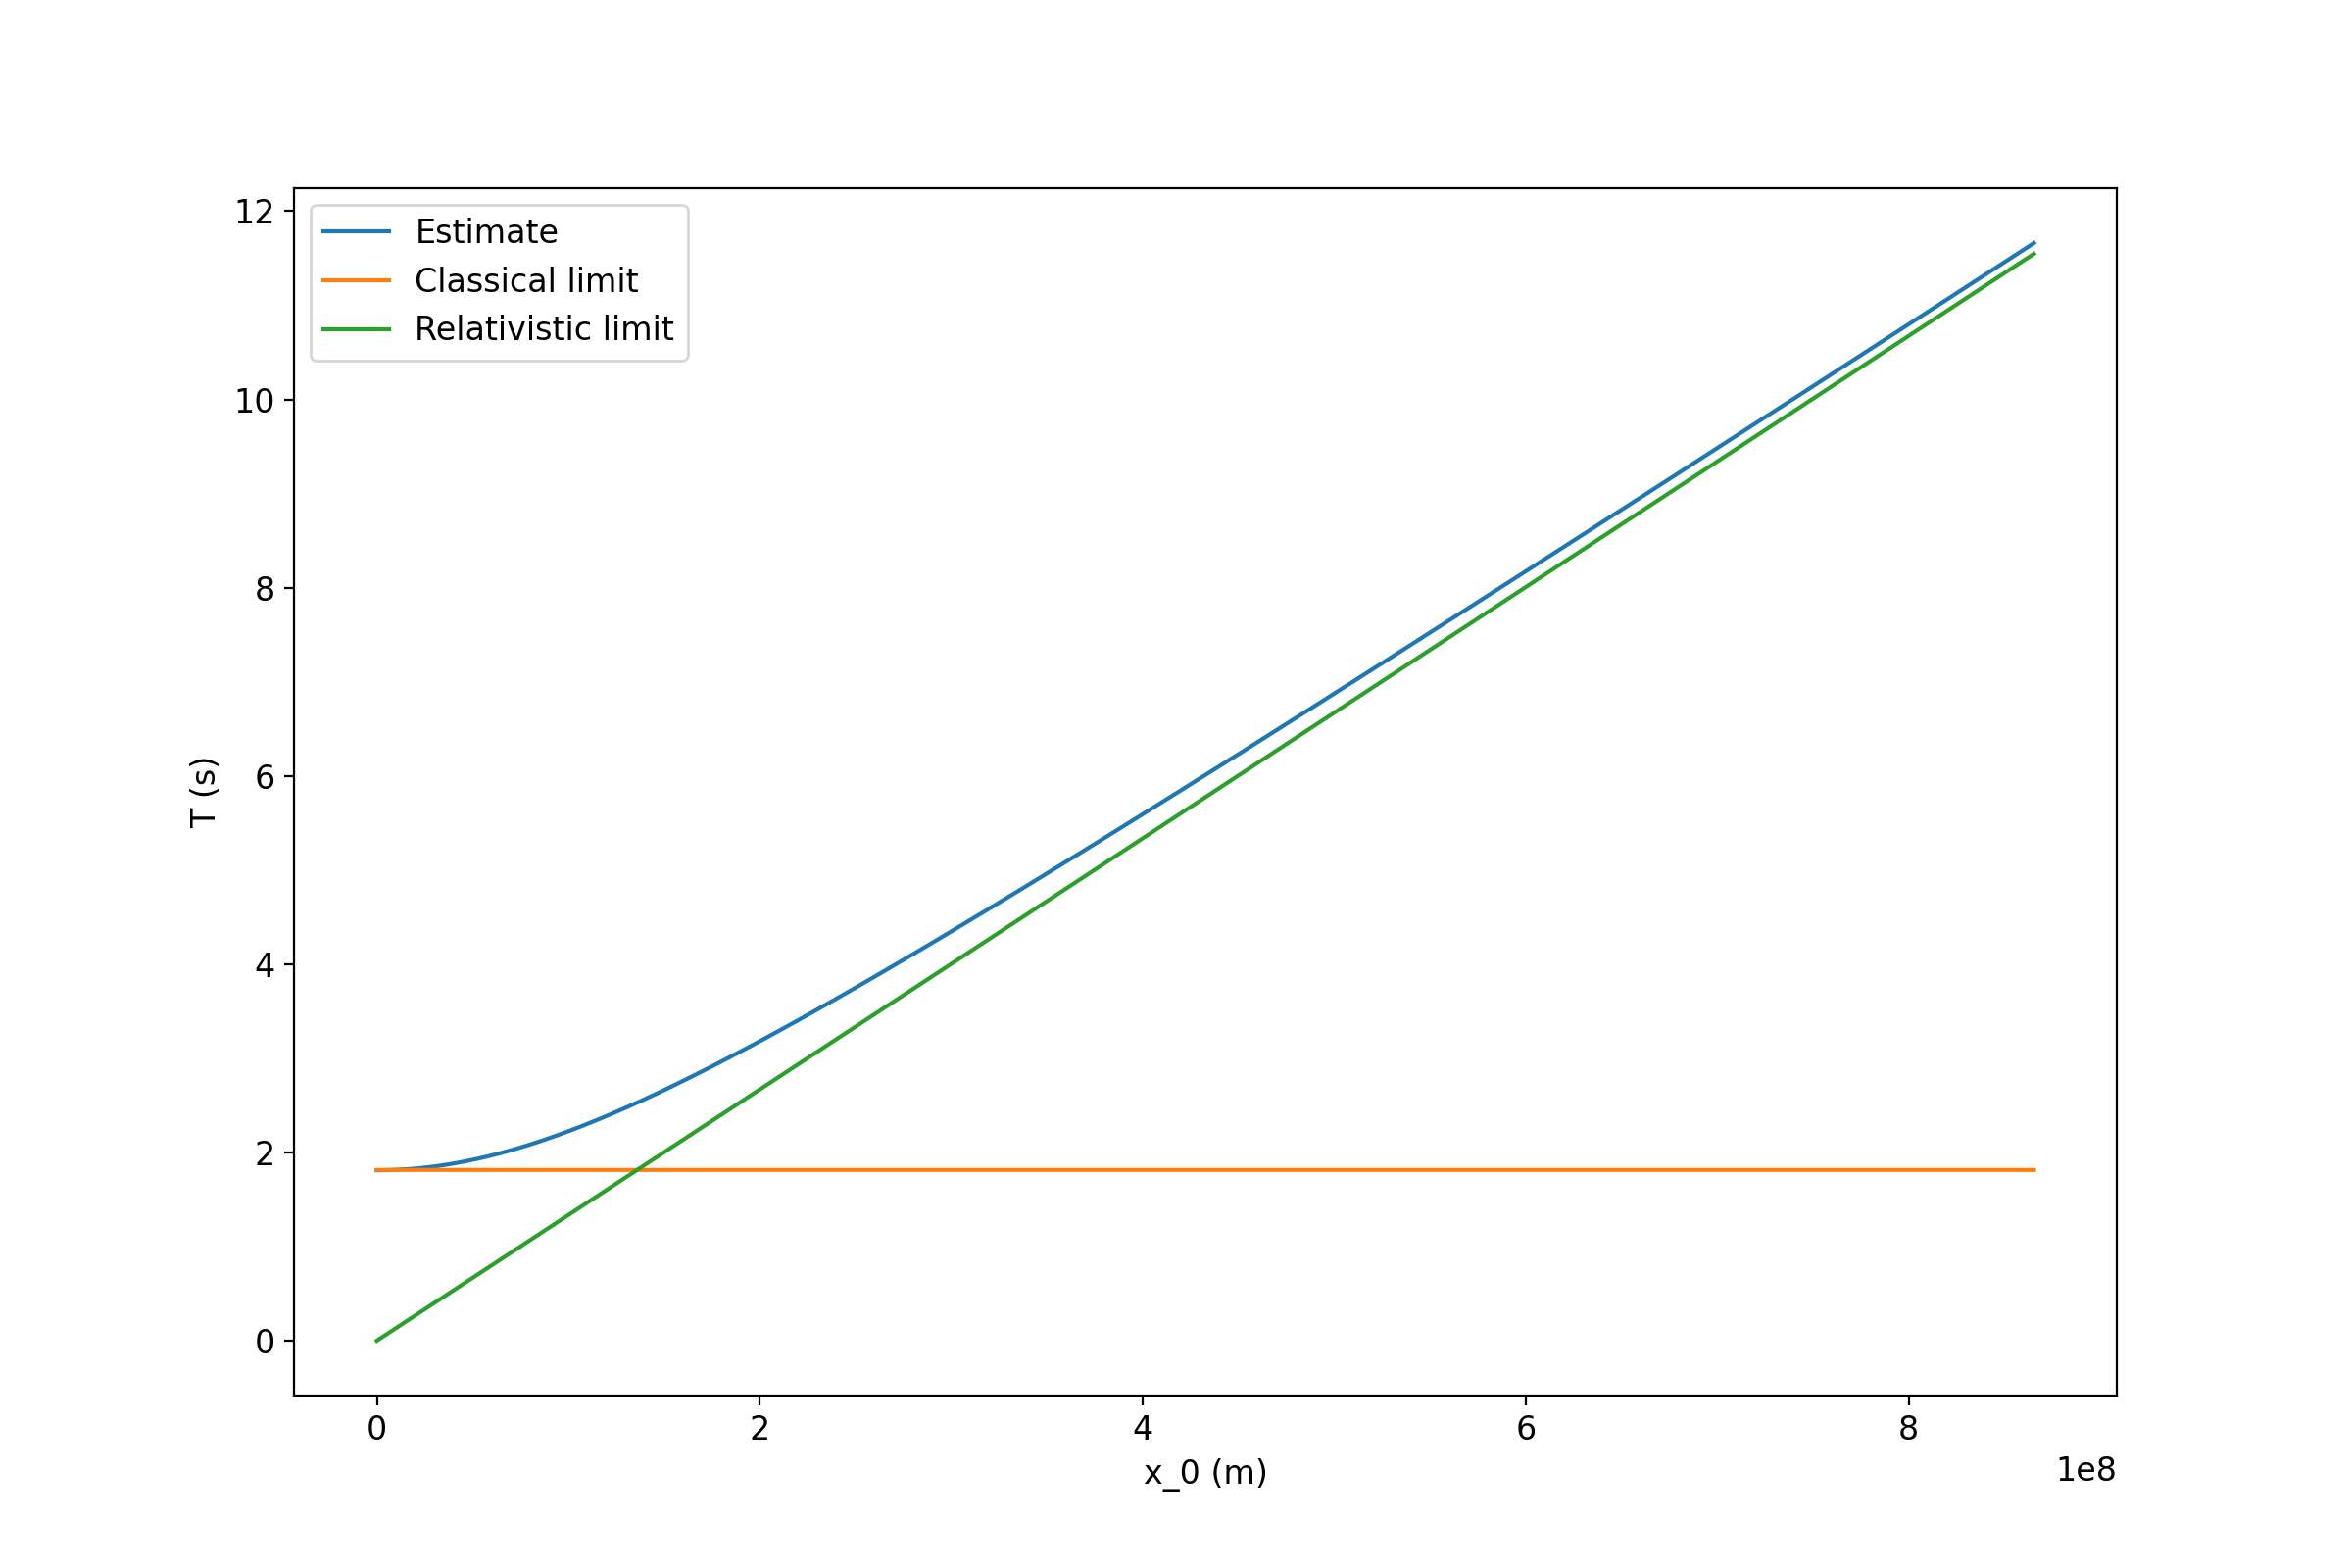 Estimate
Classical limit
Relativistic limit
12
10
8
6
4
2
0
T (s)
0 2 4 6 8
1e8
x_0 (m)